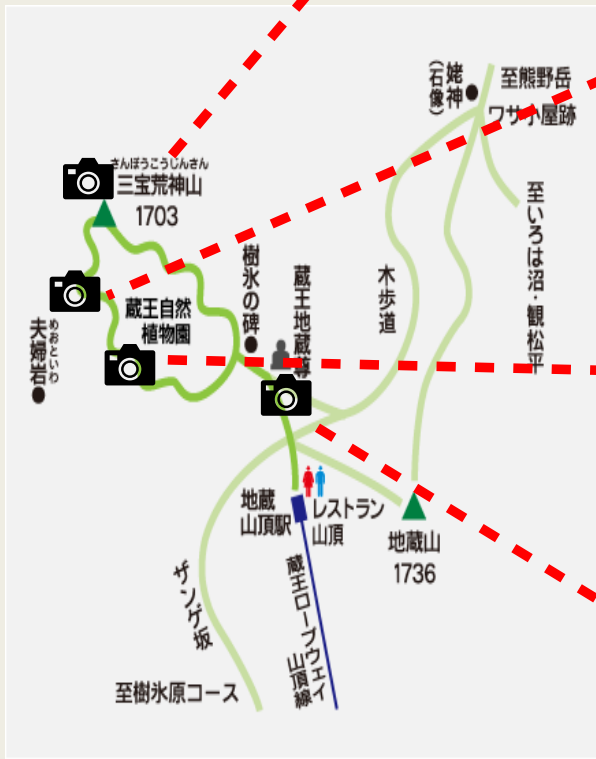 姥神
(石像)
至熊野岳
ワサ小屋跡
さんぽうこうじんさん
三宝荒神山
1703
至いろは沼・観松平
樹氷の碑
蔵王地蔵尊
木歩道
蔵王自然
植物園
めおといわ
夫婦岩
地蔵
山頂駅
レストラン
山頂
地蔵山
1736
ザンゲ坂
蔵王ロープウェイ
山頂線
至樹氷原コース